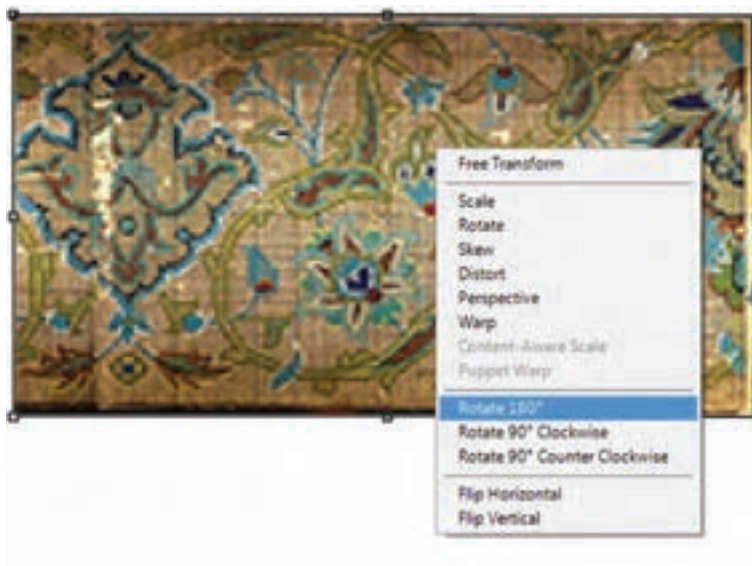 Free Transform
Scale
Rotate
Skew
Distort
Perspective
Warp
Content-Aware Scale
Puppet Warp
Rotate 180°
Rotate 90° Clockwise
Rotate 90° Counter Clockwise
Flip Horizontal
Flip Vertical